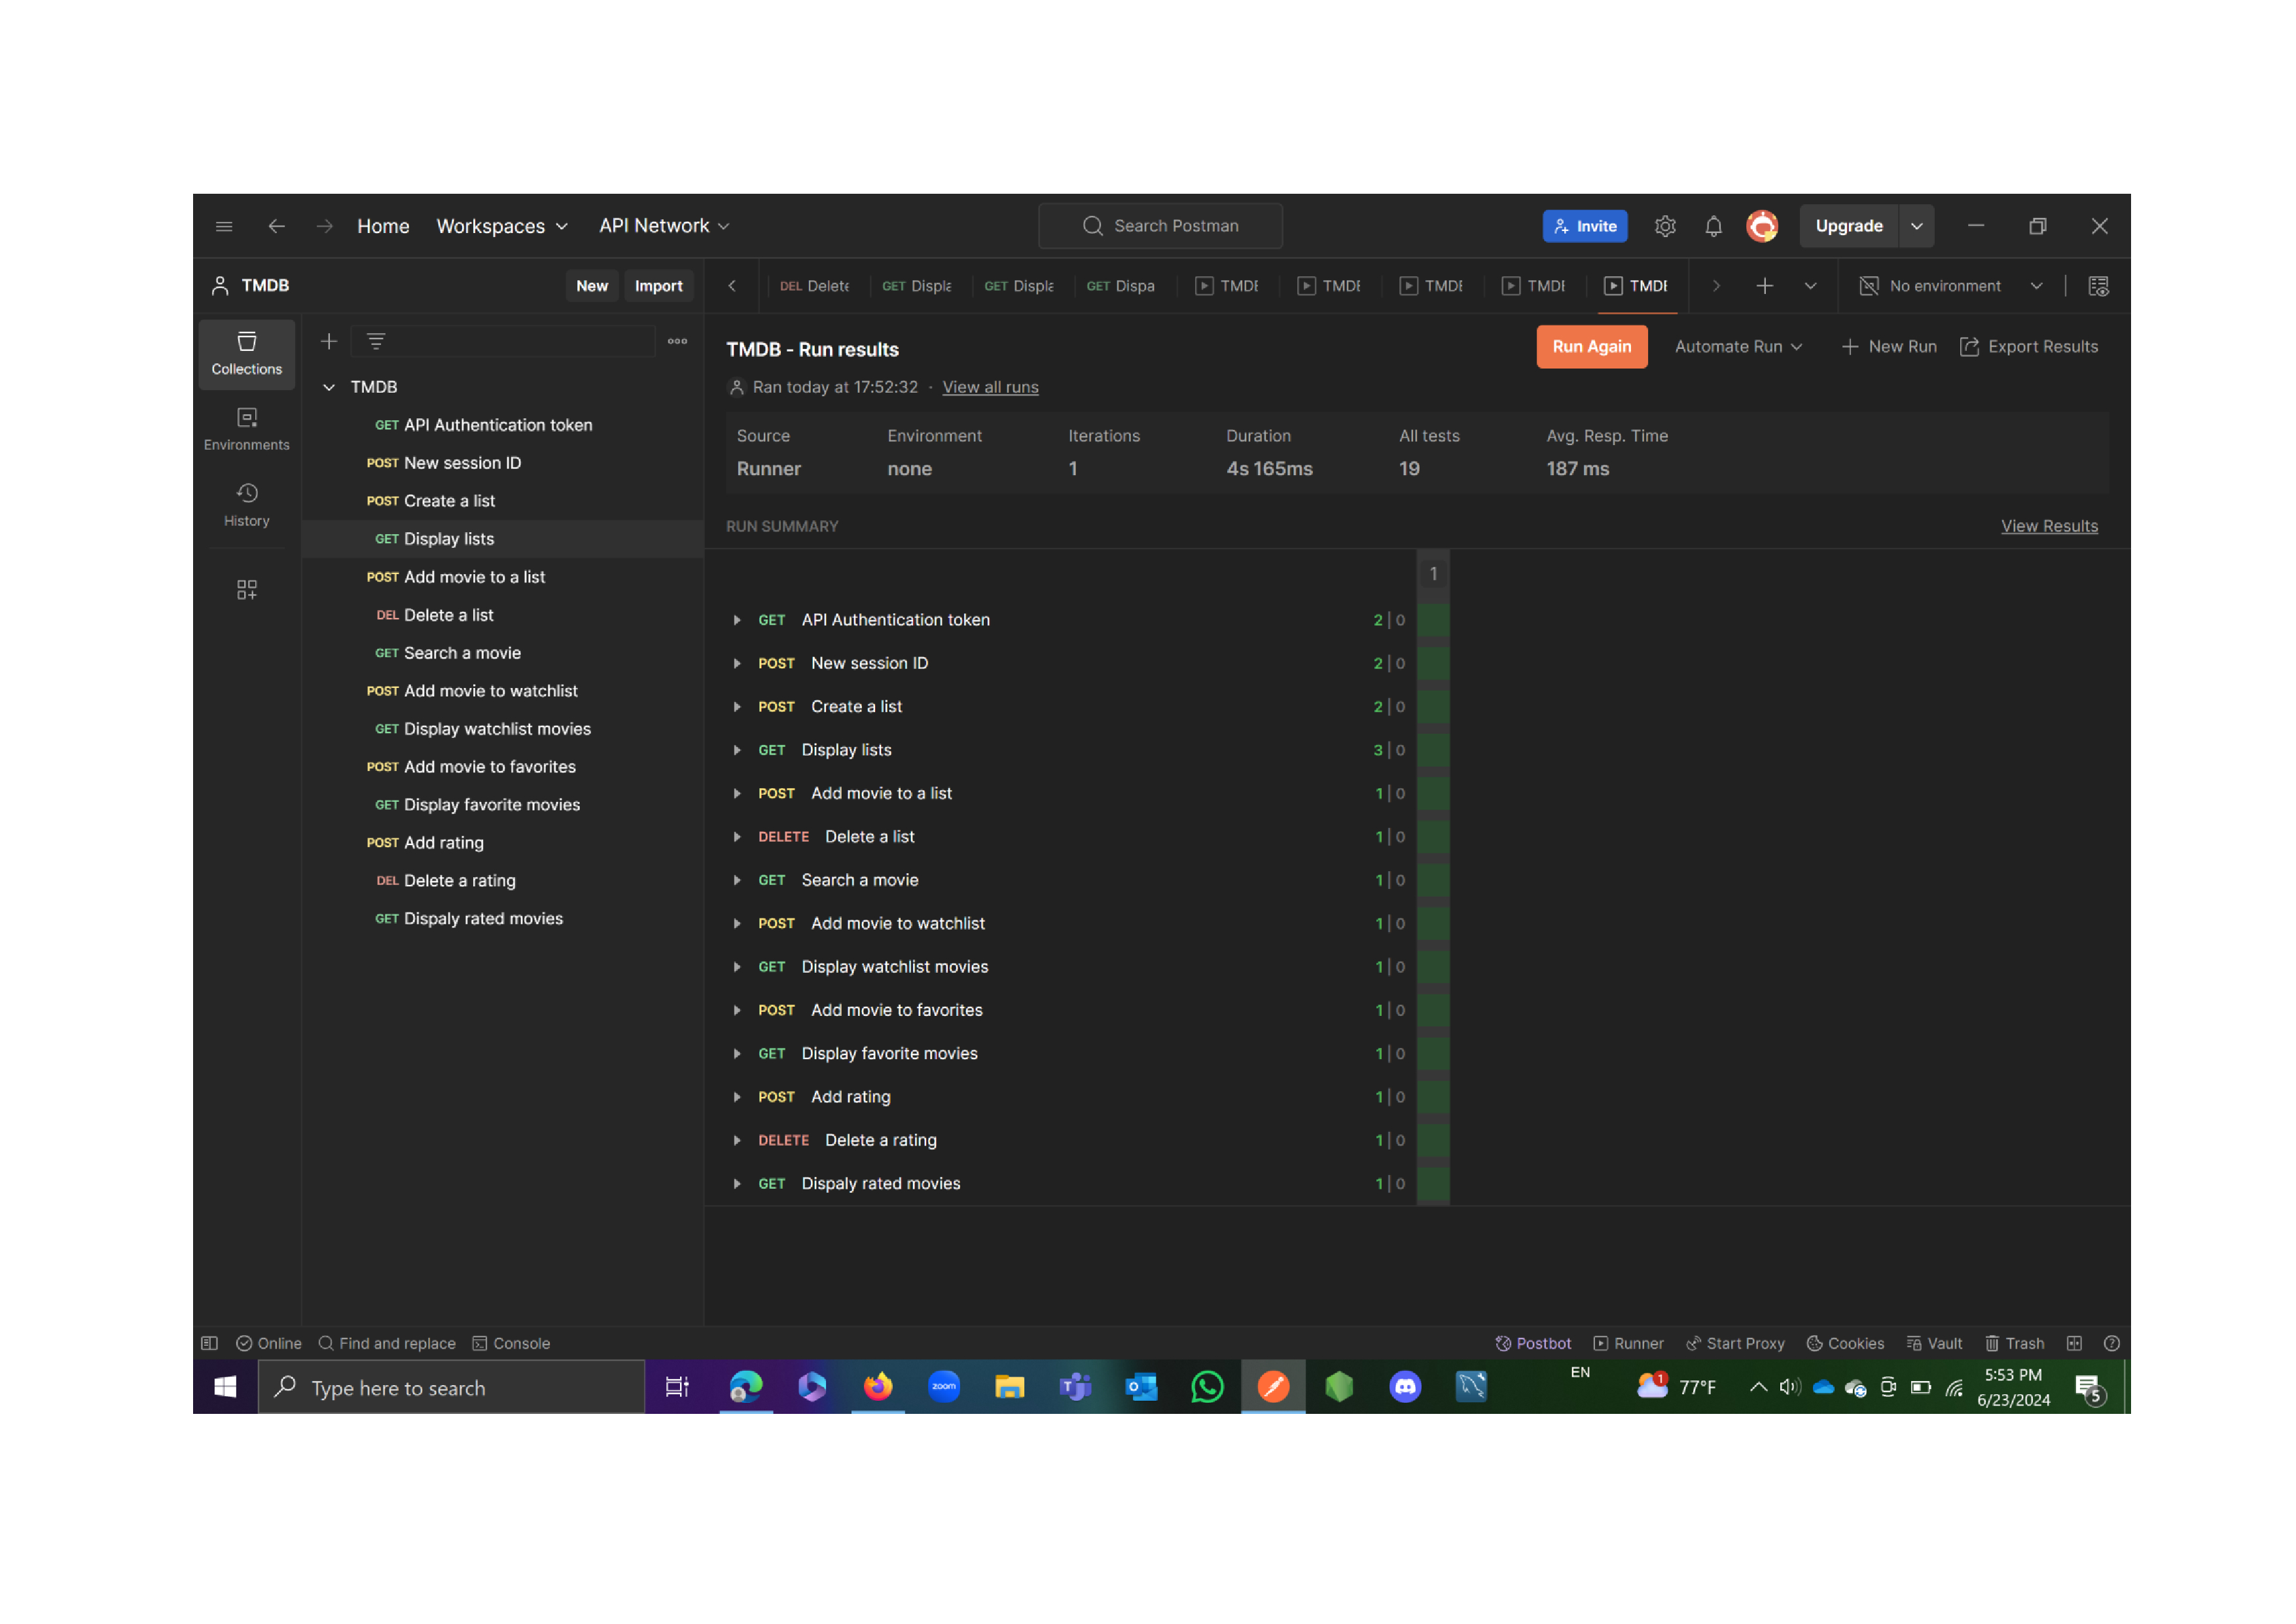 Home Workspaces API Network Search Postman Invite Upgrade
TMDB New Import DEL Delete GET Displa GET Displa GET Dispa TMDB TMDB TMDB TMDB TMDB No environment
Collections
Environments
History
TMDB
GET API Authentication token
POST New session ID
POST Create a list
GET Display lists
POST Add movie to a list
DEL Delete a list
GET Search a movie
POST Add movie to watchlist
GET Display watchlist movies
POST Add movie to favorites
GET Display favorite movies
POST Add rating
DEL Delete a rating
GET Dispaly rated movies
TMDB - Run results Run Again Automate Run New Run Export Results
Ran today at 17:52:32 · View all runs
Source Environment Iterations Duration All tests Avg. Resp. Time
Runner none 1 4s 165ms 19 187 ms
RUN SUMMARY View Results
1
GET API Authentication token 2 | 0
POST New session ID 2 | 0
POST Create a list 2 | 0
GET Display lists 3 | 0
POST Add movie to a list 1 | 0
DELETE Delete a list 1 | 0
GET Search a movie 1 | 0
POST Add movie to watchlist 1 | 0
GET Display watchlist movies 1 | 0
POST Add movie to favorites 1 | 0
GET Display favorite movies 1 | 0
POST Add rating 1 | 0
DELETE Delete a rating 1 | 0
GET Dispaly rated movies 1 | 0
Online Find and replace Console Postbot Runner Start Proxy Cookies Vault Trash
Type here to search zoom EN 1 77°F 5:53 PM
6/23/2024 5